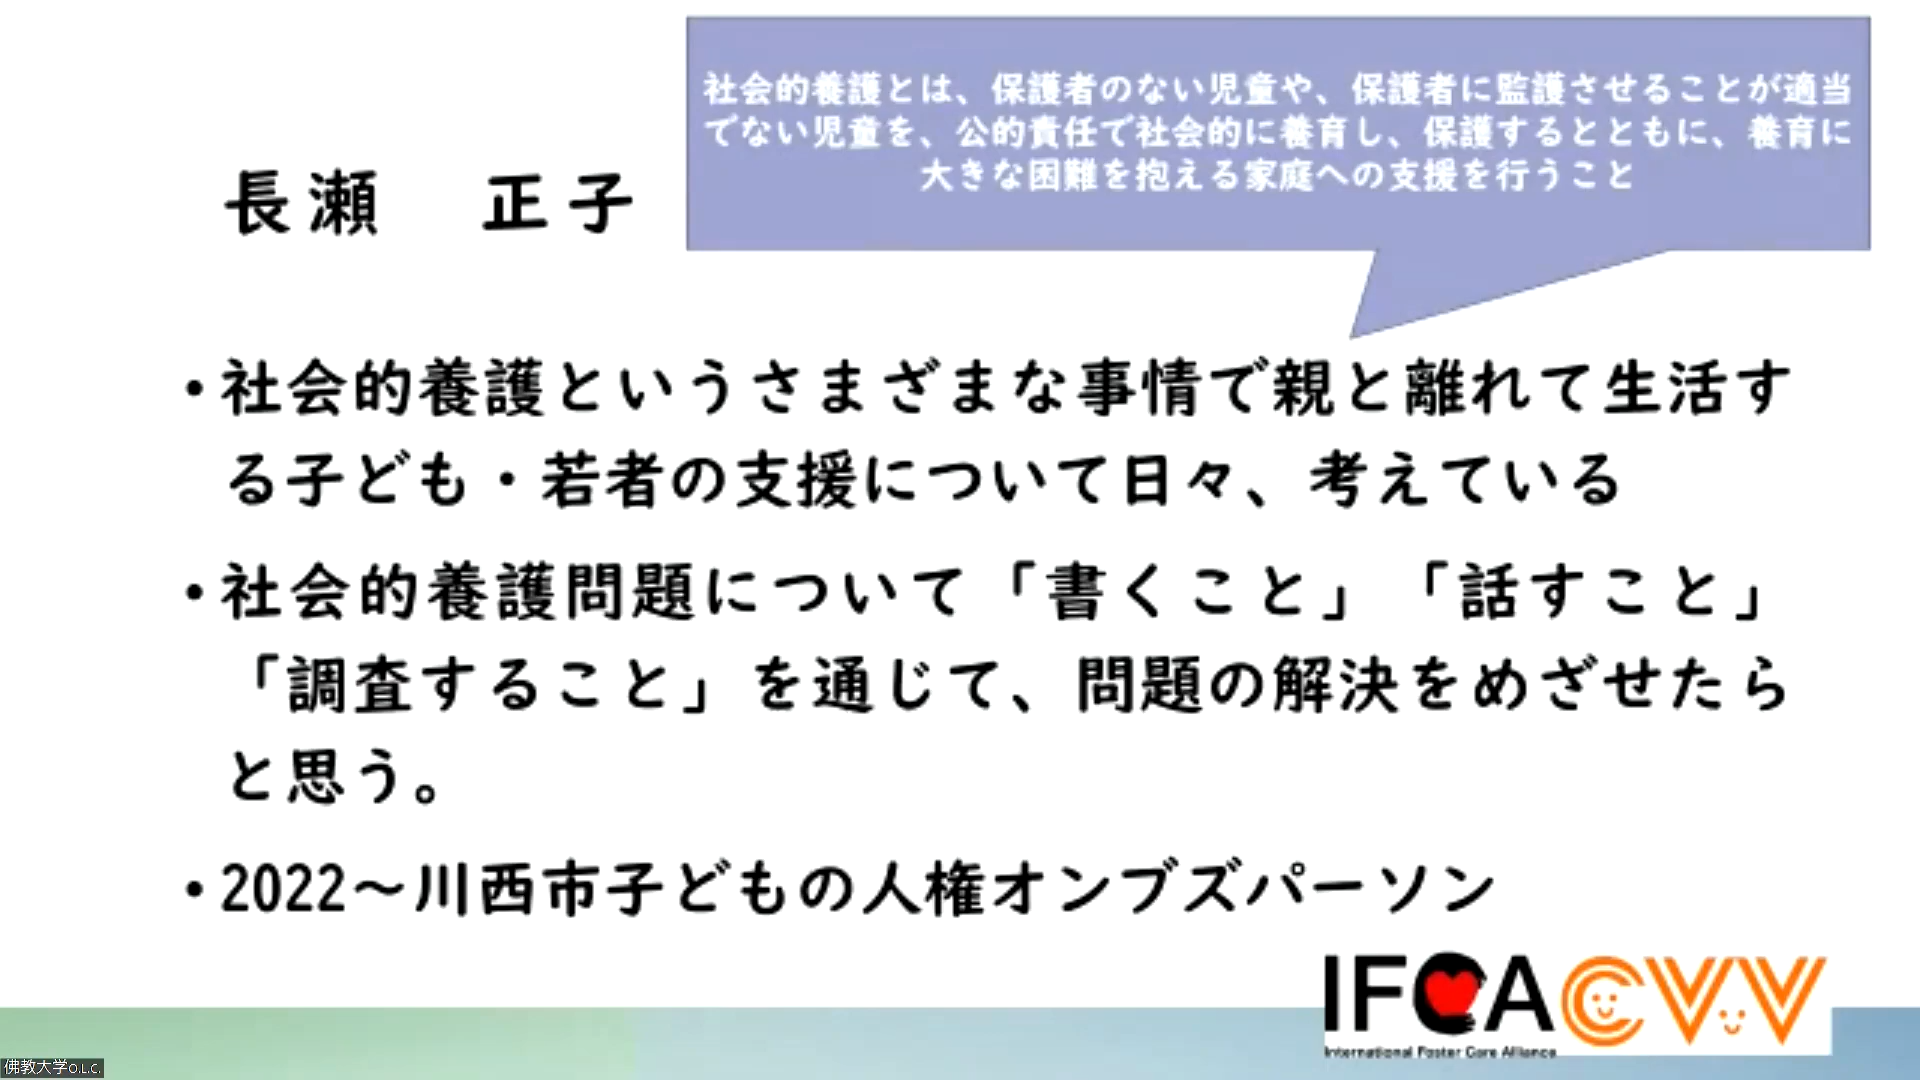 社会的養護とは、保護者のない児童や、保護者に監護させることが適当
でない児童を、公的責任で社会的に養育し、保護するとともに、養育に
大きな困難を抱える家庭への支援を行うこと
長瀬　正子
・社会的養護というさまざまな事情で親と離れて生活す
る子ども・若者の支援について日々、考えている
・社会的養護問題について「書くこと」「話すこと」
「調査すること」を通じて、問題の解決をめざせたら
と思う。
・2022～川西市子どもの人権オンブズパーソン
IFCA
International Foster Care Alliance
CVV
佛教大学O.L.C.